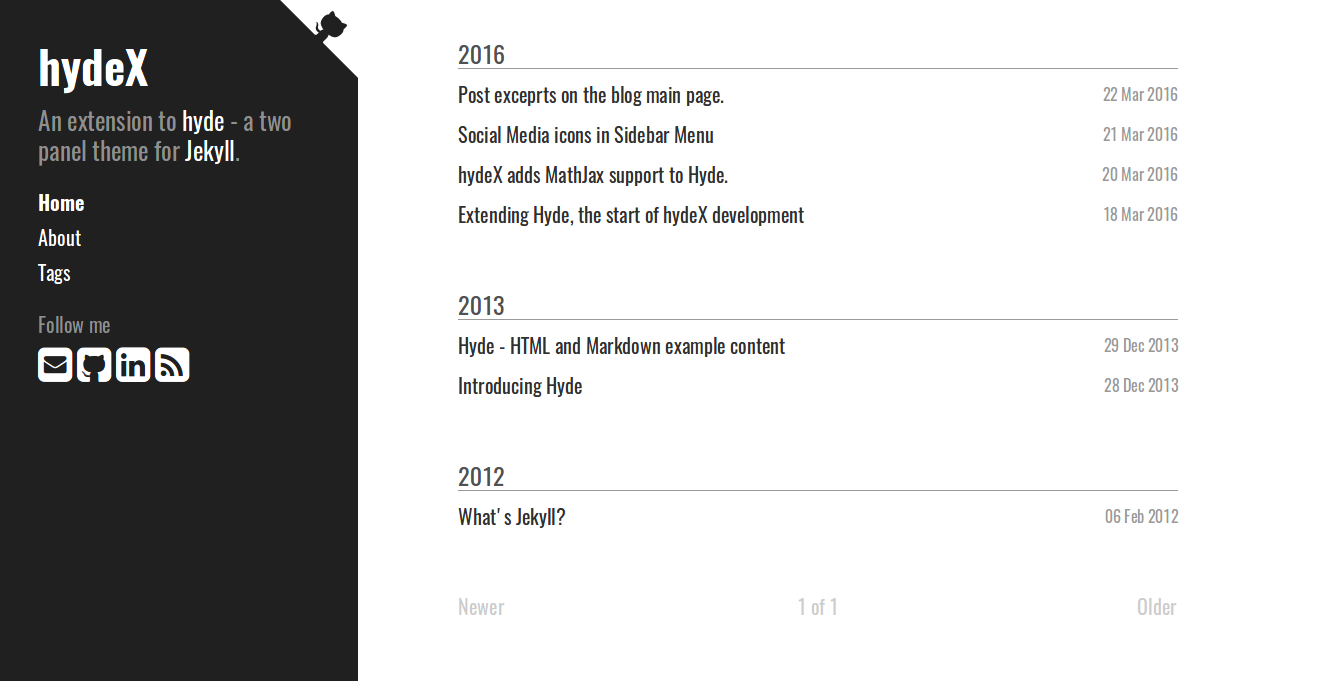 hydeX
An extension to hyde - a two
panel theme for Jekyll.
Home
About
Tags
Follow me
in
2016
Post exceprts on the blog main page. 22 Mar 2016
Social Media icons in Sidebar Menu 21 Mar 2016
hydeX adds MathJax support to Hyde. 20 Mar 2016
Extending Hyde, the start of hydeX development 18 Mar 2016
2013
Hyde - HTML and Markdown example content 29 Dec 2013
Introducing Hyde 28 Dec 2013
2012
What's Jekyll? 06 Feb 2012
Newer 1 of 1 Older